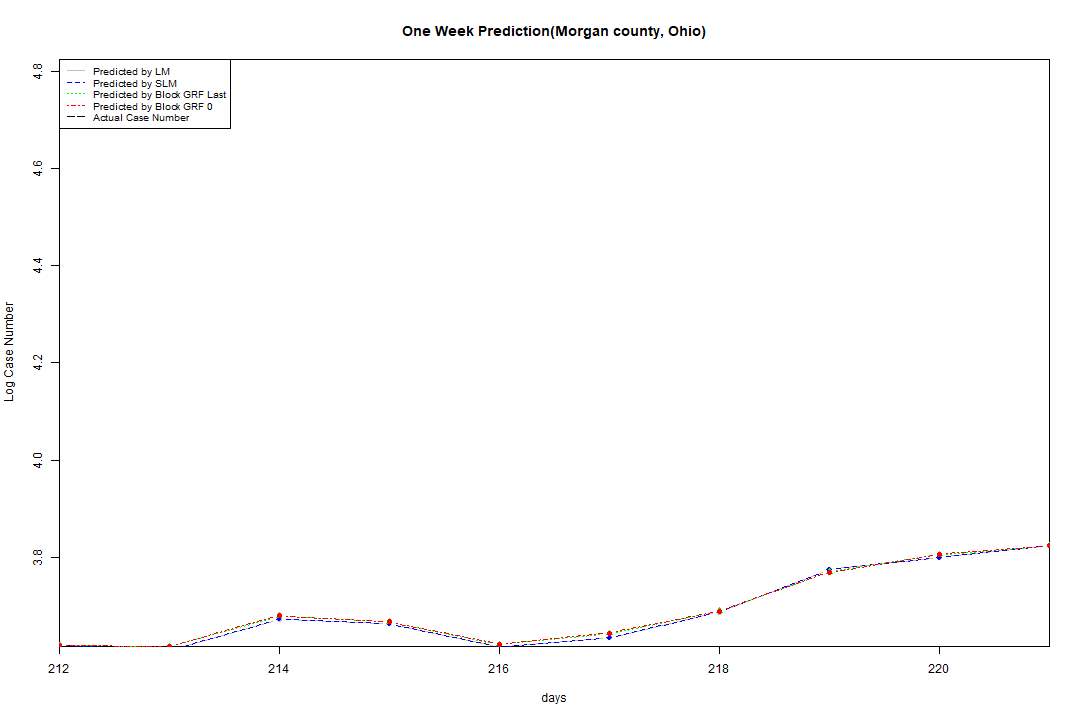 One Week Prediction(Morgan county, Ohio)
Predicted by LM
Predicted by SLM
Predicted by Block GRF Last
Predicted by Block GRF 0
Actual Case Number
4.8
4.6
4.4
4.2
4.0
3.8
Log Case Number
212 214 216 218 220
days